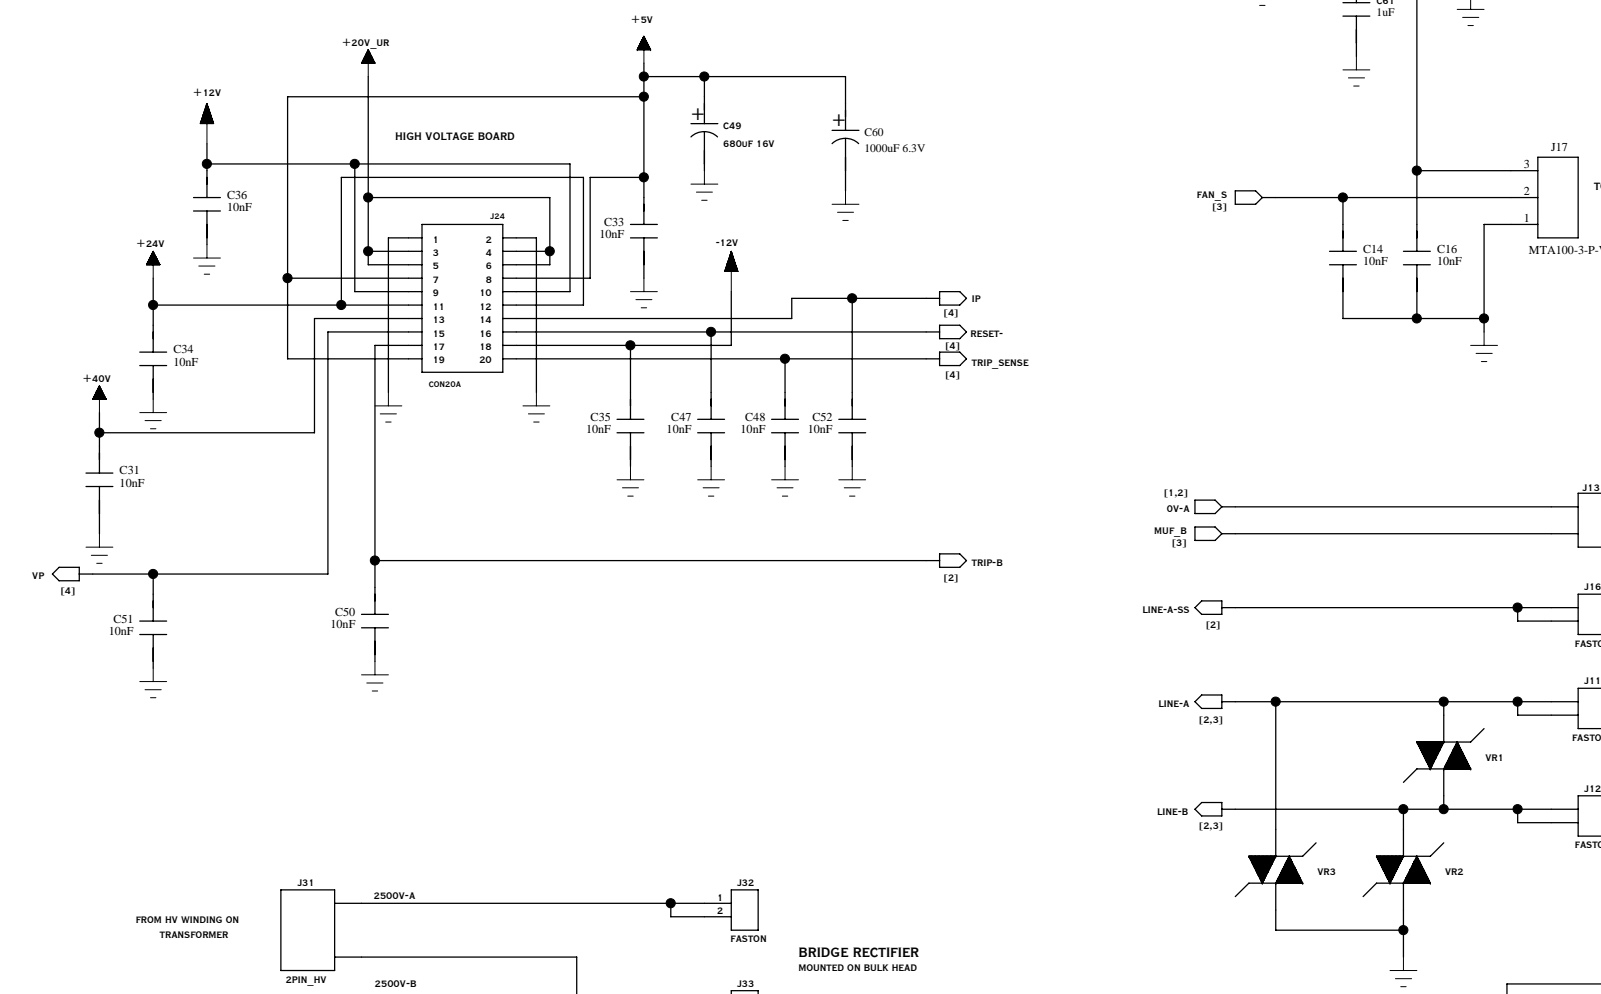 +5V
+20V_UR
+12V
HIGH VOLTAGE BOARD
C49
680UF 16V
C60
1000uF 6.3V
C36
10nF
+24V
J24
C33
10nF
-12V
1 2
3 4
5 6
7 8
9 10
11 12
13 14
15 16
17 18
19 20
CON20A
IP
[4]
RESET-
[4]
TRIP_SENSE
[4]
C34
10nF
+40V
C35
10nF
C47
10nF
C48
10nF
C52
10nF
C31
10nF
VP
[4]
TRIP-B
[2]
C51
10nF
C50
10nF
C61
1uF
J17
3
2
1
FAN_S
[3]
MTA100-3-P-
C14
10nF
C16
10nF
[1,2]
OV-A
MUF_B
[3]
J13
J16
LINE-A-SS
[2]
J11
LINE-A
[2,3]
VR1
J12
LINE-B
[2,3]
VR3
VR2
J31
2500V-A
J32
1
2
FASTON
FROM HV WINDING ON
TRANSFORMER
BRIDGE RECTIFIER
MOUNTED ON BULK HEAD
2PIN_HV
2500V-B
J33